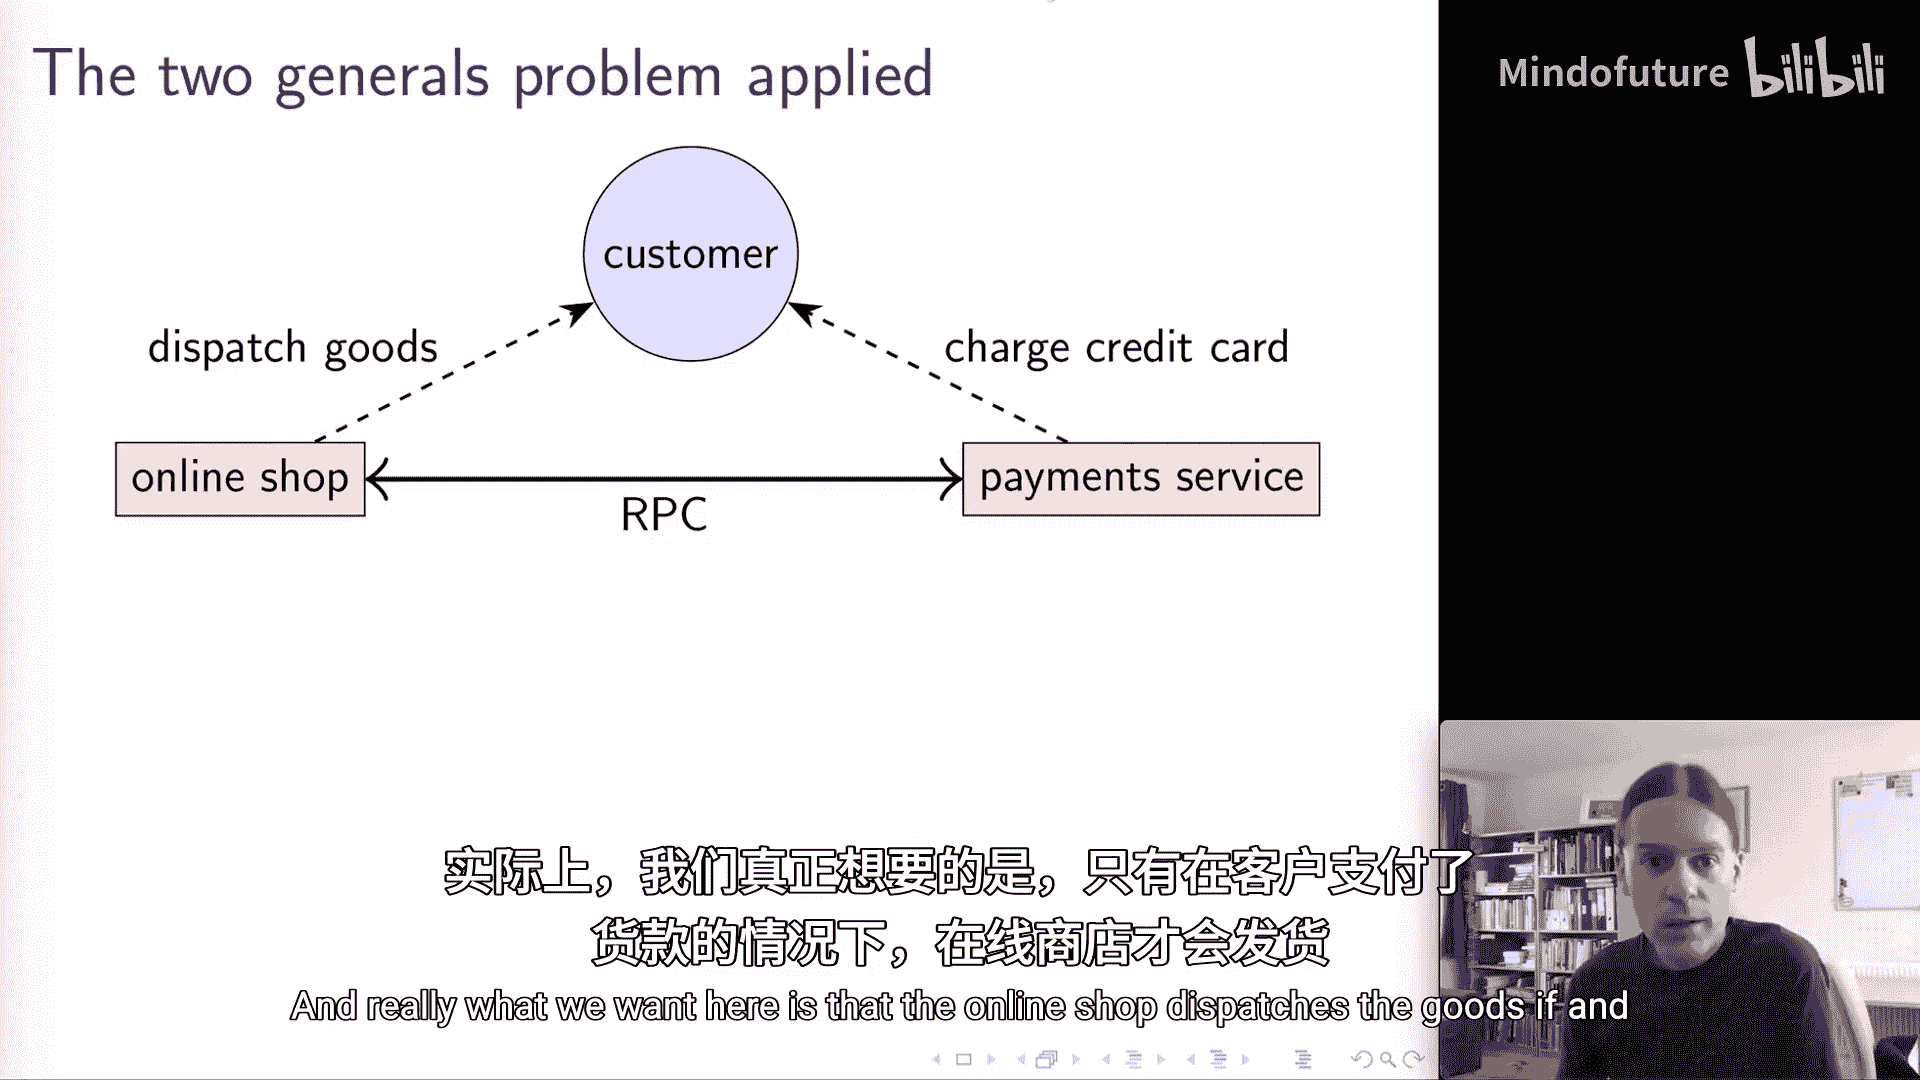 The two generals problem applied
Mindofuture bilibili
customer
dispatch goods
charge credit card
online shop
payments service
RPC
实际上，我们真正想要的是，只有在客户支付了
货款的情况下，在线商店才会发货
And really what we want here is that the online shop dispatches the goods if and